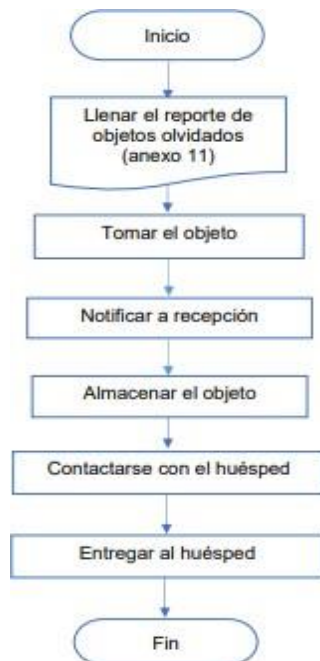 Inicio
Llenar el reporte de
objetos olvidados
(anexo 11)
Tomar el objeto
Notificar a recepción
Almacenar el objeto
Contactarse con el huésped
Entregar al huésped
Fin